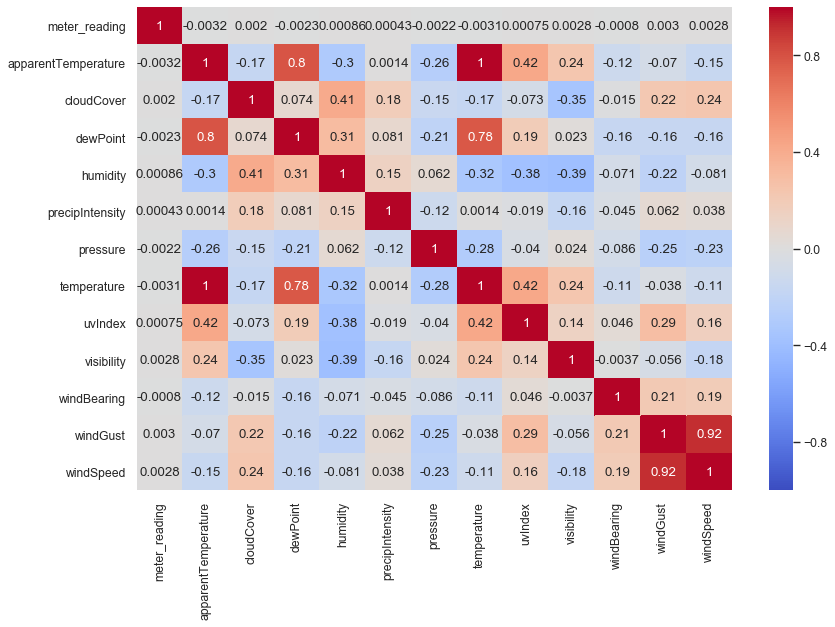 meter_reading 1 -0.0032 0.002 -0.0023 0.00086 0.00043 -0.0022 -0.0031 0.00075 0.0028 -0.0008 0.003 0.0028
apparentTemperature -0.0032 1 -0.17 0.8 -0.3 0.0014 -0.26 1 0.42 0.24 -0.12 -0.07 -0.15
cloudCover 0.002 -0.17 1 0.074 0.41 0.18 -0.15 -0.17 -0.073 -0.35 -0.015 0.22 0.24
dewPoint -0.0023 0.8 0.074 1 0.31 0.081 -0.21 0.78 0.19 0.023 -0.16 -0.16 -0.16
humidity 0.00086 -0.3 0.41 0.31 1 0.15 0.062 -0.32 -0.38 -0.39 -0.071 -0.22 -0.081
precipIntensity 0.00043 0.0014 0.18 0.081 0.15 1 -0.12 0.0014 -0.019 -0.16 -0.045 0.062 0.038
pressure -0.0022 -0.26 -0.15 -0.21 0.062 -0.12 1 -0.28 -0.04 0.024 -0.086 -0.25 -0.23
temperature -0.0031 1 -0.17 0.78 -0.32 0.0014 -0.28 1 0.42 0.24 -0.11 -0.038 -0.11
uvIndex 0.00075 0.42 -0.073 0.19 -0.38 -0.019 -0.04 0.42 1 0.14 0.046 0.29 0.16
visibility 0.0028 0.24 -0.35 0.023 -0.39 -0.16 0.024 0.24 0.14 1 -0.0037 -0.056 -0.18
windBearing -0.0008 -0.12 -0.015 -0.16 -0.071 -0.045 -0.086 -0.11 0.046 -0.0037 1 0.21 0.19
windGust 0.003 -0.07 0.22 -0.16 -0.22 0.062 -0.25 -0.038 0.29 -0.056 0.21 1 0.92
windSpeed 0.0028 -0.15 0.24 -0.16 -0.081 0.038 -0.23 -0.11 0.16 -0.18 0.19 0.92 1
meter_reading
apparentTemperature
cloudCover
dewPoint
humidity
precipIntensity
pressure
temperature
uvIndex
visibility
windBearing
windGust
windSpeed
0.8
0.4
0.0
-0.4
-0.8